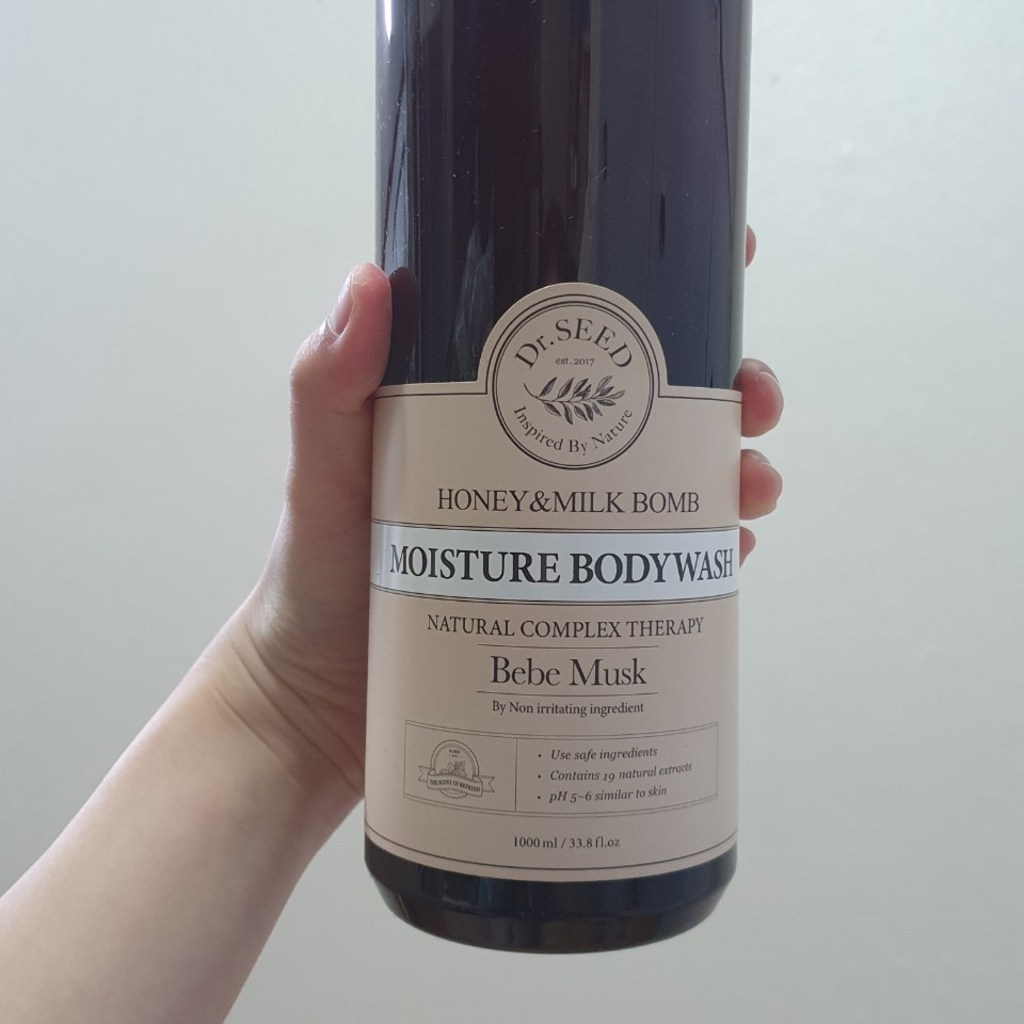 Dr.SEED
est. 2017
Inspired By Nature
HONEY&MILK BOMB
MOISTURE BODYWASH
NATURAL COMPLEX THERAPY
Bebe Musk
By Non irritating ingredient
• Use safe ingredients
• Contains 19 natural extracts
• pH 5~6 similar to skin
1000 ml / 33.8 fl.oz